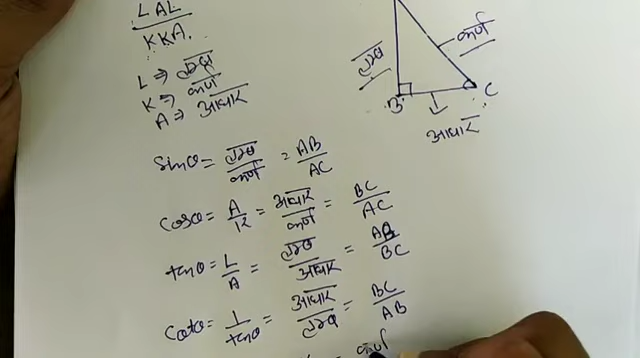 LAL
KKA
L ⇒ लम्ब
K ⇒ कर्ण
A ⇒ आधार
लम्ब
कर्ण
B
C
आधार
sinθ = लम्ब/कर्ण = AB/AC
cosθ = A/K = आधार/कर्ण = BC/AC
tanθ = L/A = लम्ब/आधार = AB/BC
cotθ = 1/tanθ = आधार/लम्ब = BC/AB
= कर्ण